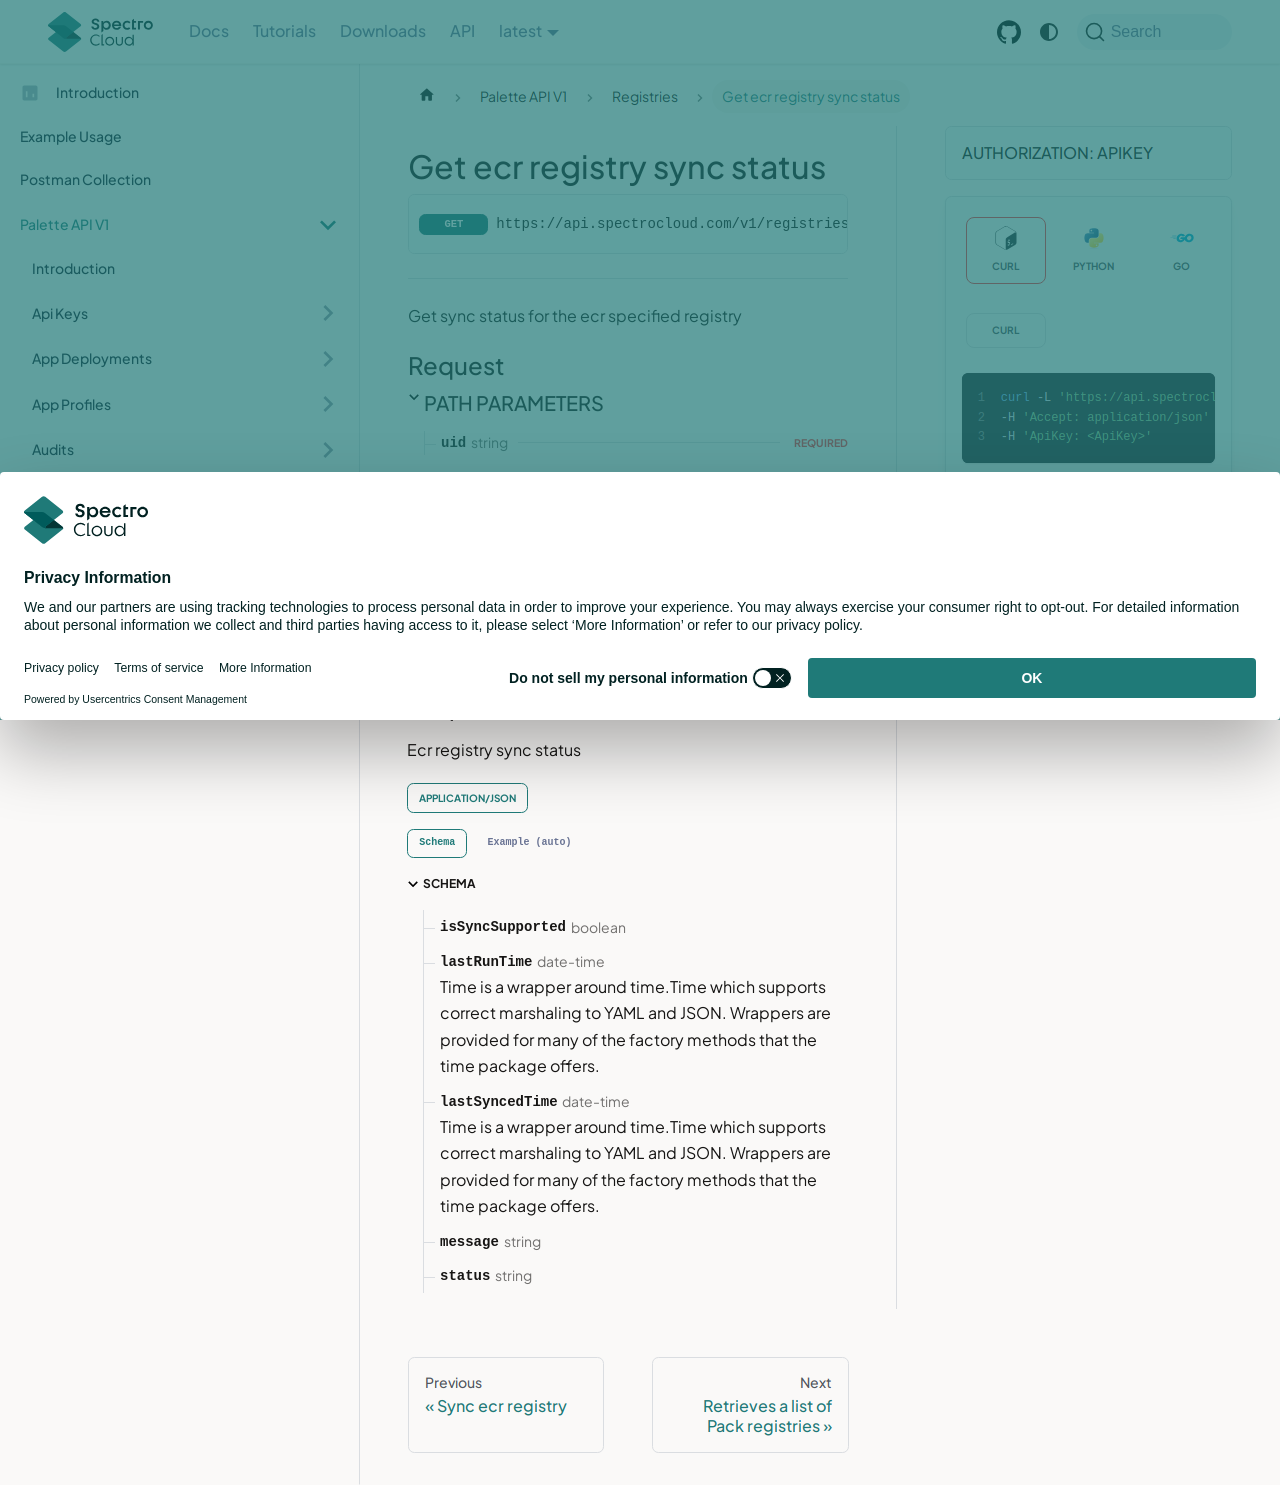 Spectro Cloud
Docs
Tutorials
Downloads
API
latest
Search
Introduction
Example Usage
Postman Collection
Palette API V1
Introduction
Api Keys
App Deployments
App Profiles
Audits
Palette API V1
Registries
Get ecr registry sync status
Get ecr registry sync status
GET https://api.spectrocloud.com/v1/registries
Get sync status for the ecr specified registry
Request
PATH PARAMETERS
uid string REQUIRED
AUTHORIZATION: APIKEY
CURL
PYTHON
GO
CURL
1 curl -L 'https://api.spectrocl
2 -H 'Accept: application/json'
3 -H 'ApiKey: <ApiKey>'
Spectro Cloud
Privacy Information
We and our partners are using tracking technologies to process personal data in order to improve your experience. You may always exercise your consumer right to opt-out. For detailed information
about personal information we collect and third parties having access to it, please select ‘More Information’ or refer to our privacy policy.
Privacy policy
Terms of service
More Information
Powered by Usercentrics Consent Management
Do not sell my personal information
OK
Ecr registry sync status
APPLICATION/JSON
Schema
Example (auto)
SCHEMA
isSyncSupported boolean
lastRunTime date-time
Time is a wrapper around time.Time which supports
correct marshaling to YAML and JSON. Wrappers are
provided for many of the factory methods that the
time package offers.
lastSyncedTime date-time
Time is a wrapper around time.Time which supports
correct marshaling to YAML and JSON. Wrappers are
provided for many of the factory methods that the
time package offers.
message string
status string
Previous
« Sync ecr registry
Next
Retrieves a list of
Pack registries »